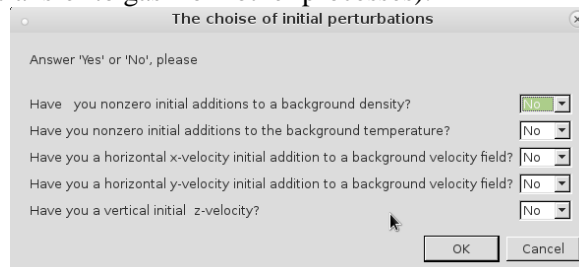 The choise of initial perturbations
Answer 'Yes' or 'No', please
Have you nonzero initial additions to a background density? No
Have you nonzero initial additions to the background temperature? No
Have you a horizontal x-velocity initial addition to a background velocity field? No
Have you a horizontal y-velocity initial addition to a background velocity field? No
Have you a vertical initial z-velocity? No
OK Cancel